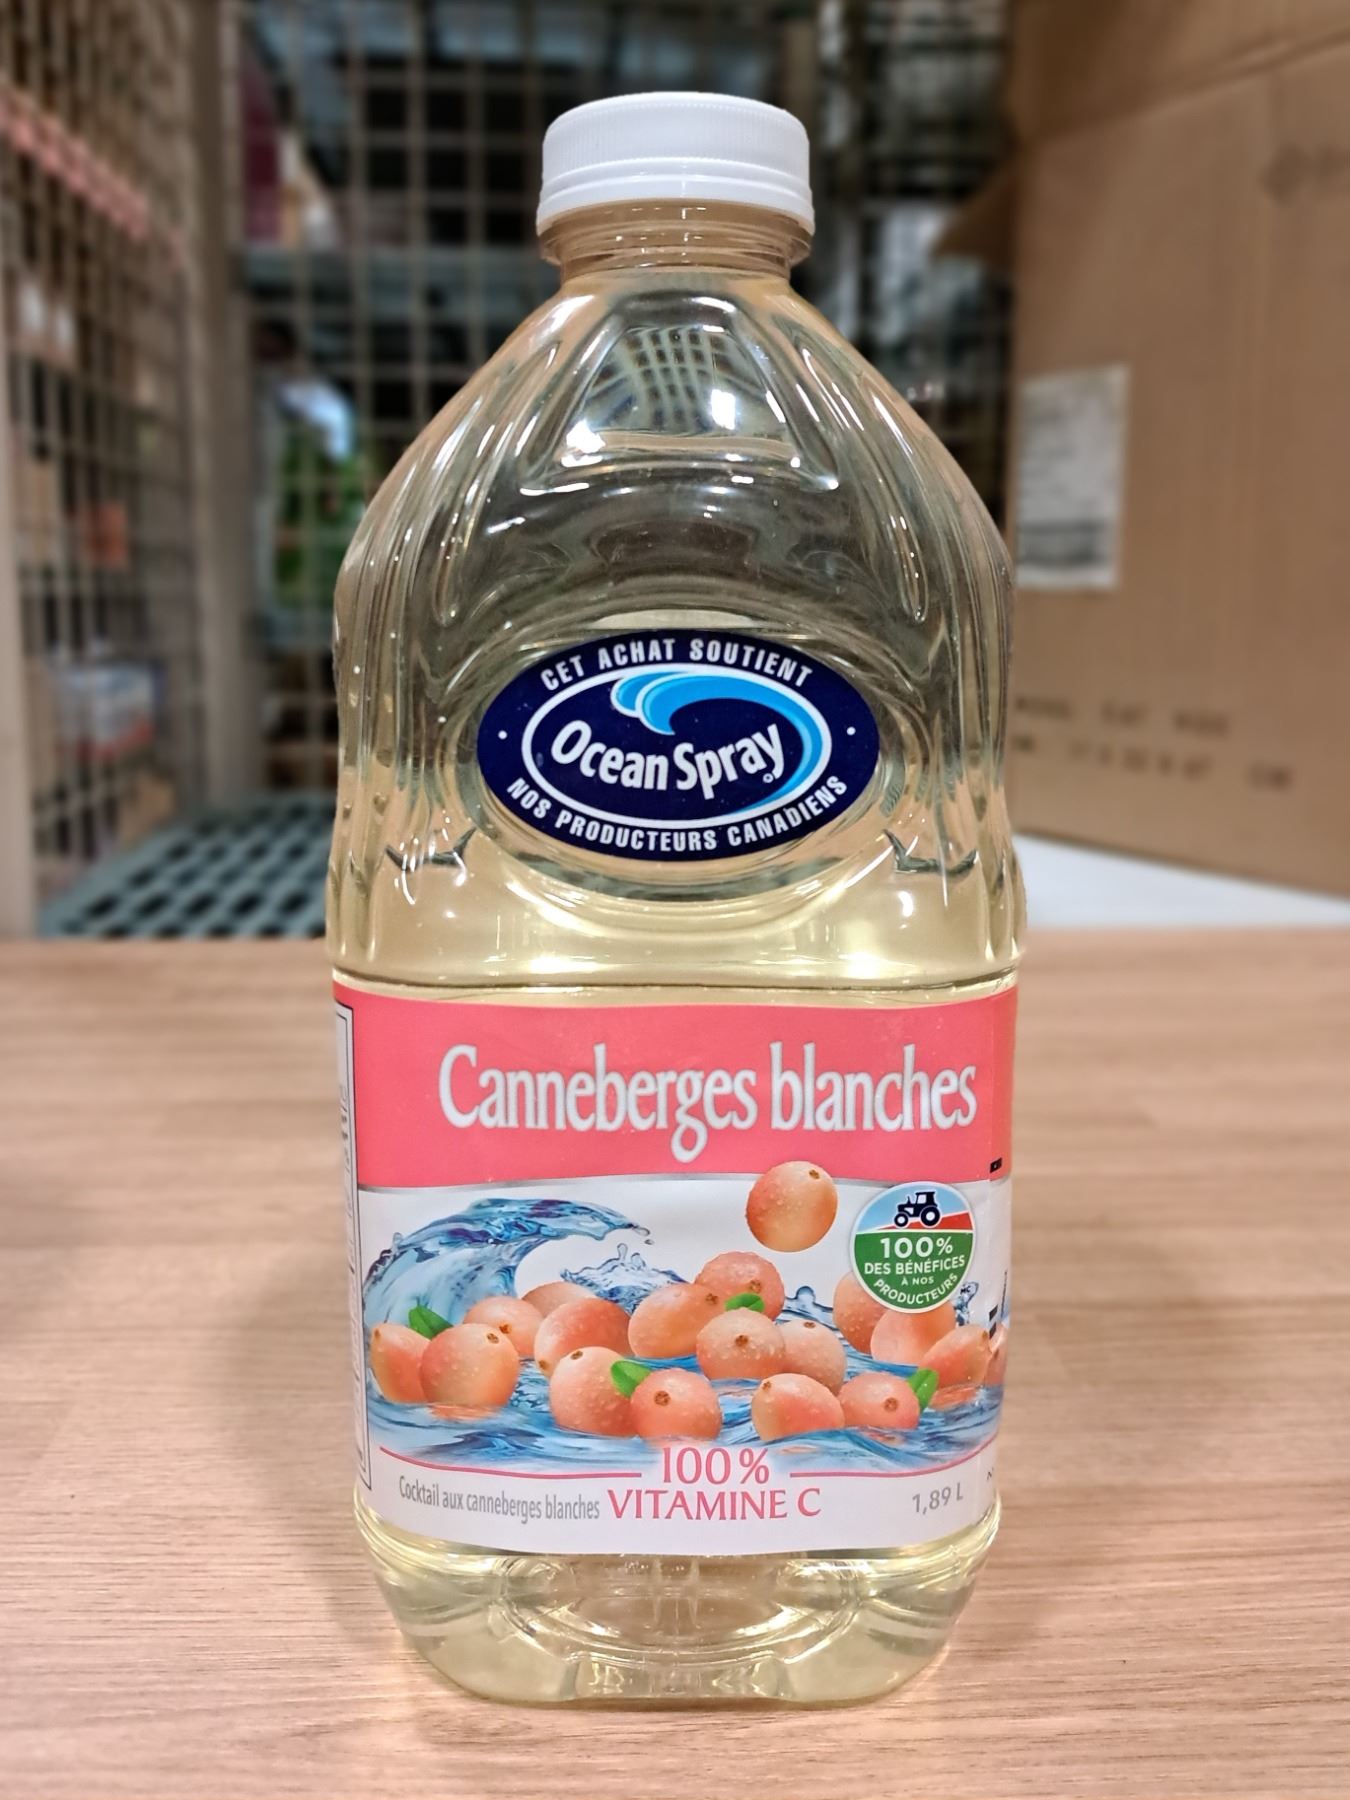 CET ACHAT SOUTIENT
Ocean Spray
NOS PRODUCTEURS CANADIENS
Canneberges blanches
100%
DES BÉNÉFICES
À NOS
PRODUCTEURS
100%
Cocktail aux canneberges blanches VITAMINE C 1,89 L